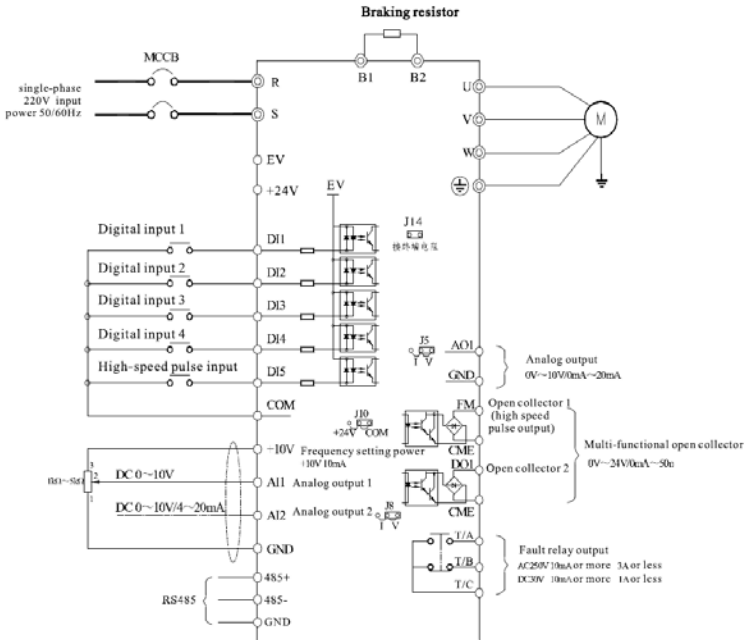 Braking resistor
B1
B2
MCCB
single-phase
220V input
power 50/60Hz
R
S
U
V
W
M
EV
+24V
EV
J14
Digital input 1
DI1
Digital input 2
DI2
Digital input 3
DI3
Digital input 4
DI4
High-speed pulse input
DI5
COM
J5
I V
AO1
GND
Analog output
0V~10V/0mA~20mA
J10
+24V COM
FM
CME
Open collector 1
(high speed
pulse output)
DO1
CME
Open collector 2
Multi-functional open collector
0V~24V/0mA~50n
+10V
Frequency setting power
+10V 10mA
3
2
1
DC 0~10V
AI1
Analog output 1
DC 0~10V/4~20mA
AI2
Analog output 2
J8
I V
GND
T/A
T/B
T/C
Fault relay output
AC250V 10mA or more 3A or less
DC30V 10mA or more 1A or less
RS485
485+
485-
GND